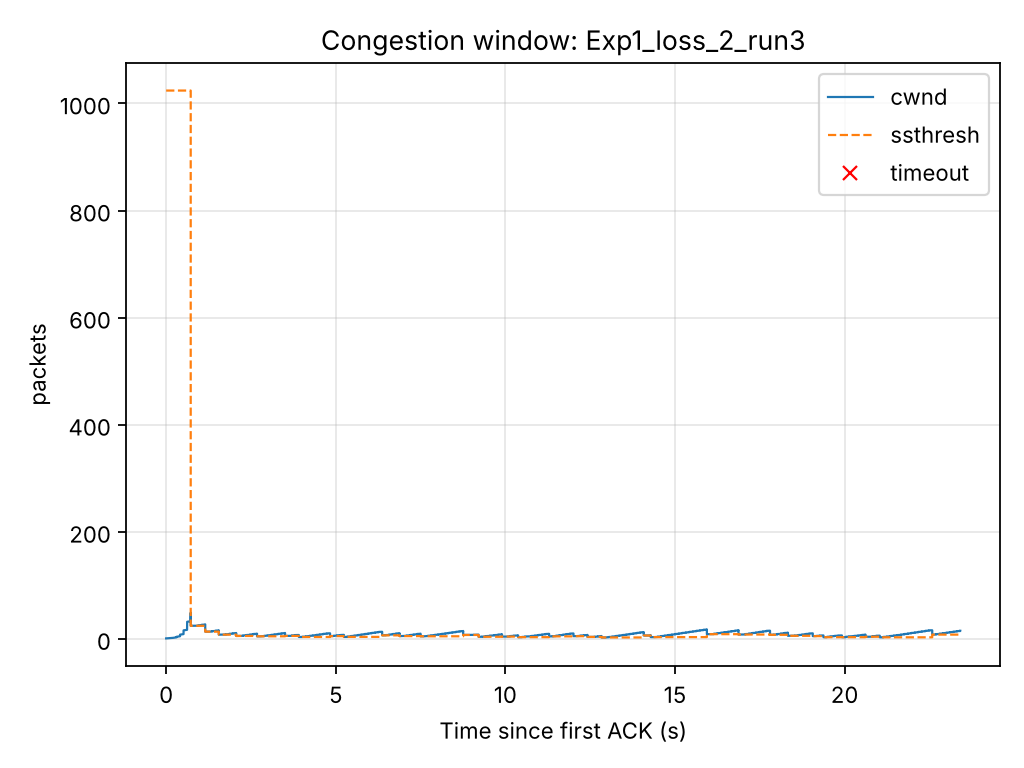 Congestion window: Exp1_loss_2_run3
cwnd
ssthresh
timeout
1000
800
600
400
200
0
packets
0
5
10
15
20
Time since first ACK (s)